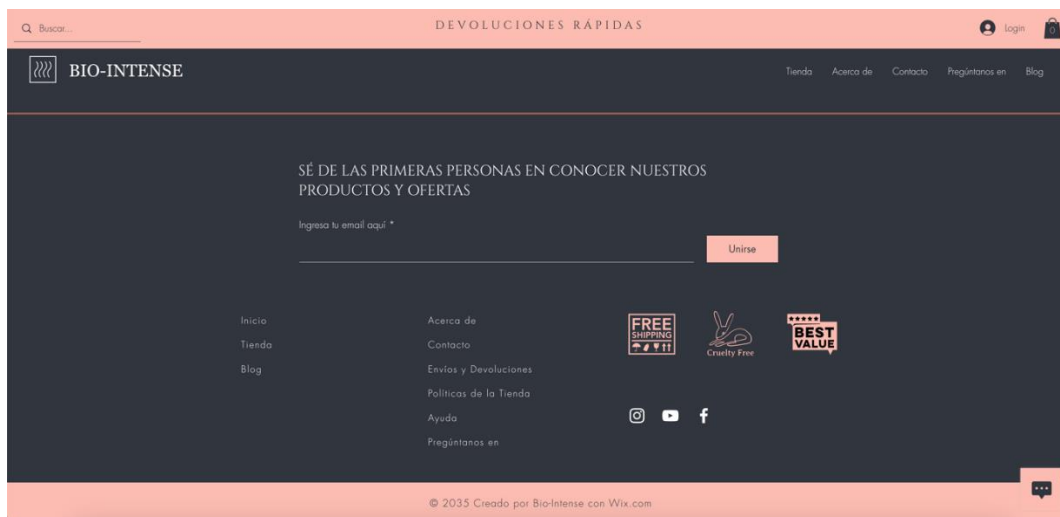 Buscar...
DEVOLUCIONES RÁPIDAS
Login
0
BIO-INTENSE
Tienda Acerca de Contacto Pregúntanos en Blog
SÉ DE LAS PRIMERAS PERSONAS EN CONOCER NUESTROS
PRODUCTOS Y OFERTAS
Ingresa tu email aquí *
Unirse
Inicio
Tienda
Blog
Acerca de
Contacto
Envíos y Devoluciones
Políticas de la Tienda
Ayuda
Pregúntanos en
FREE
SHIPPING
Cruelty Free
BEST
VALUE
© 2035 Creado por Bio-Intense con Wix.com